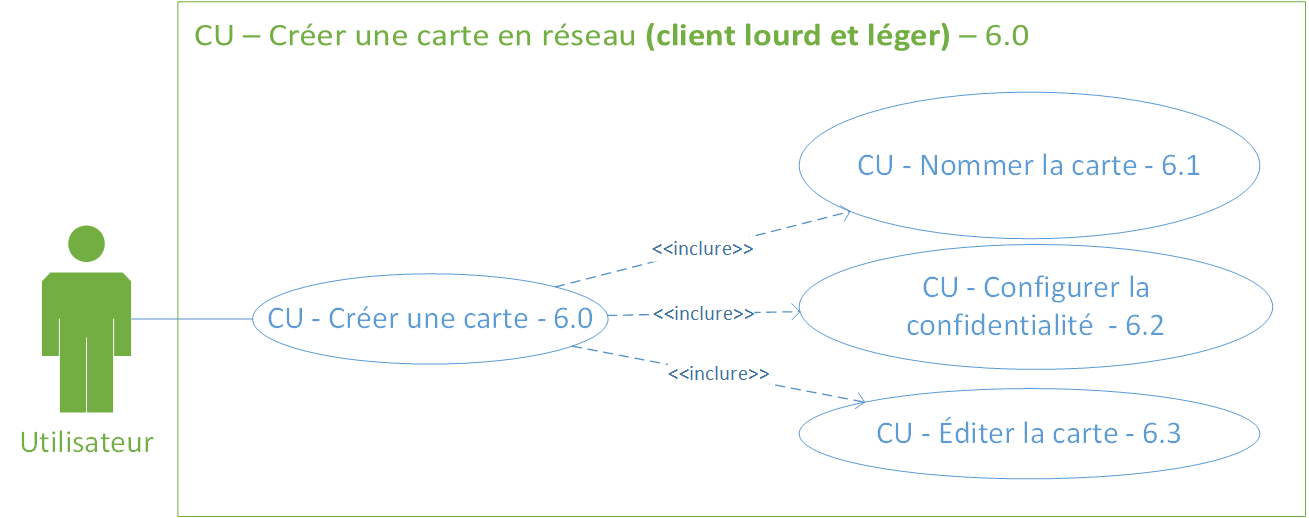 CU – Créer une carte en réseau (client lourd et léger) – 6.0
CU - Nommer la carte - 6.1
<<inclure>>
CU - Configurer la
confidentialité - 6.2
CU - Créer une carte - 6.0
<<inclure>>
<<inclure>>
CU - Éditer la carte - 6.3
Utilisateur